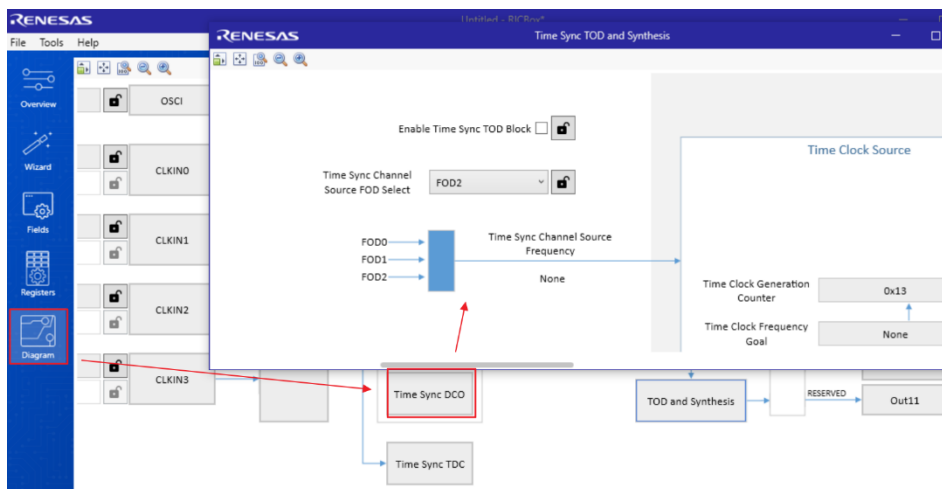 RENESAS
Untitled - RICBox*
File Tools Help
RENESAS
Time Sync TOD and Synthesis
Overview
Wizard
Fields
Registers
Diagram
OSCI
CLKIN0
CLKIN1
CLKIN2
CLKIN3
Enable Time Sync TOD Block
Time Sync Channel
Source FOD Select
FOD2
FOD0
FOD1
FOD2
Time Sync Channel Source
Frequency
None
Time Clock Source
Time Clock Generation
Counter
0x13
Time Clock Frequency
Goal
None
Time Sync DCO
Time Sync TDC
TOD and Synthesis
RESERVED
Out11